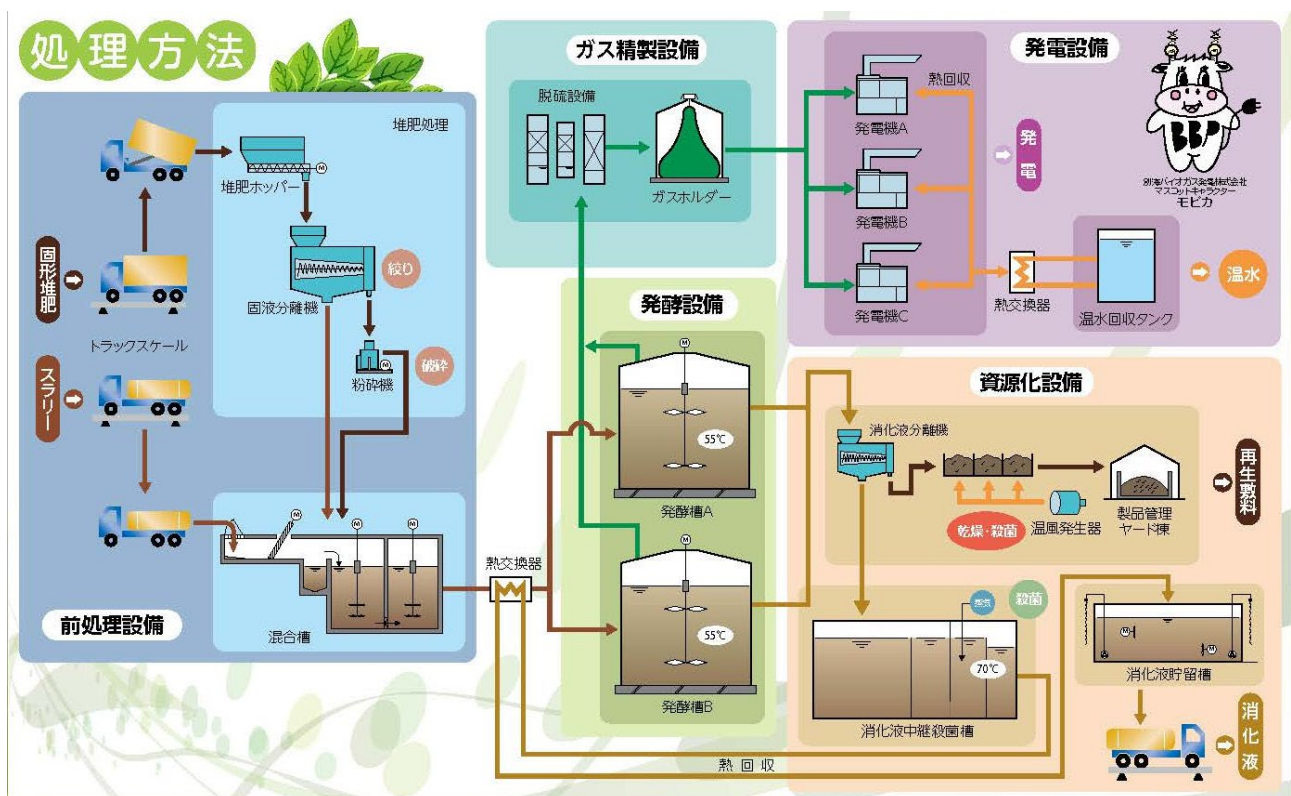 処理方法
堆肥処理
堆肥ホッパー
M
固形堆肥
絞り
固液分離機
トラックスケール
スラリー
破砕
M
粉砕機
M
M
M
混合槽
前処理設備
熱交換器
ガス精製設備
脱硫設備
ガスホルダー
発酵設備
M
55℃
発酵槽A
M
55℃
発酵槽B
発電設備
熱回収
発電機A
発電機B
発電機C
発電
BBP
別海バイオガス発電株式会社
マスコットキャラクター
モビカ
熱交換器
温水回収タンク
温水
資源化設備
消化液分離機
乾燥・殺菌
温風発生器
製品管理
ヤード棟
再生敷料
蒸気
殺菌
70℃
消化液中継殺菌槽
M
M
消化液貯留槽
消化液
熱回収